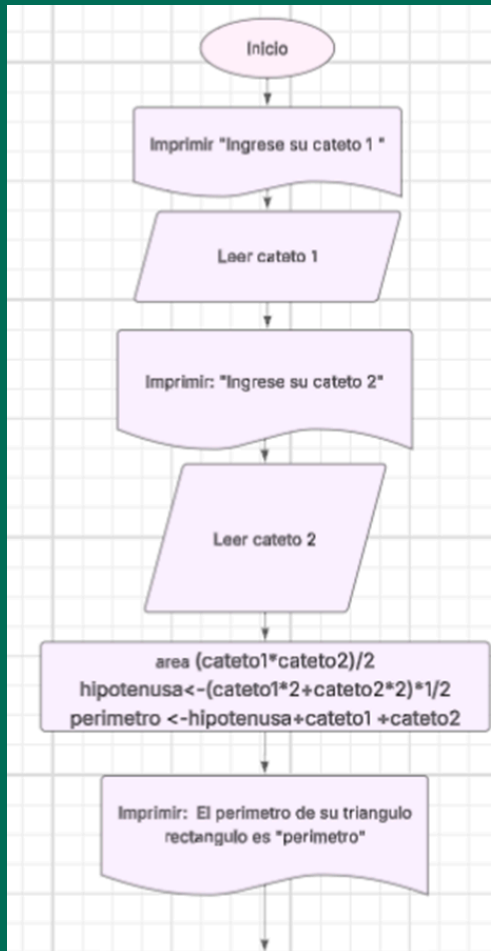 Inicio
Imprimir "Ingrese su cateto 1 "
Leer cateto 1
Imprimir: "Ingrese su cateto 2"
Leer cateto 2
area (cateto1*cateto2)/2
hipotenusa<-(cateto1*2+cateto2*2)*1/2
perimetro <-hipotenusa+cateto1 +cateto2
Imprimir: El perimetro de su triangulo
rectangulo es "perimetro"